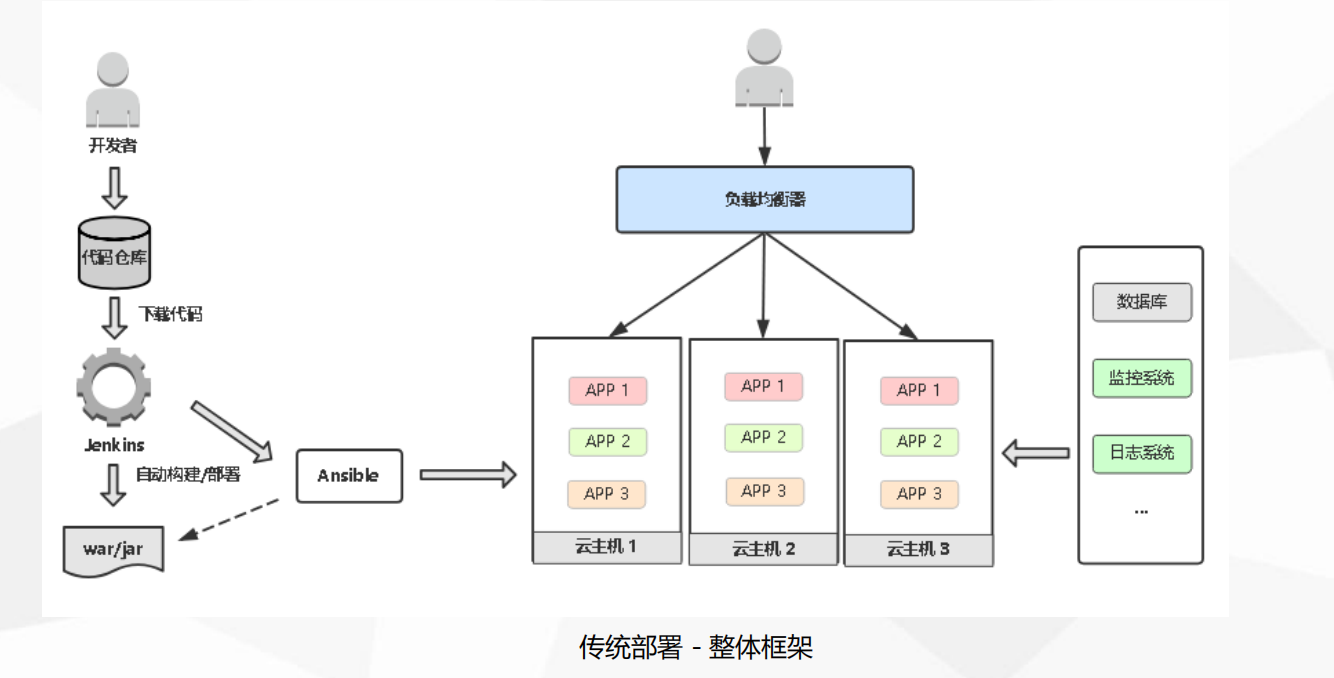 开发者
代码仓库
下载代码
Jenkins
自动构建/部署
war/jar
Ansible
负载均衡器
APP 1
APP 2
APP 3
云主机 1
APP 1
APP 2
APP 3
云主机 2
APP 1
APP 2
APP 3
云主机 3
数据库
监控系统
日志系统
...
传统部署 - 整体框架